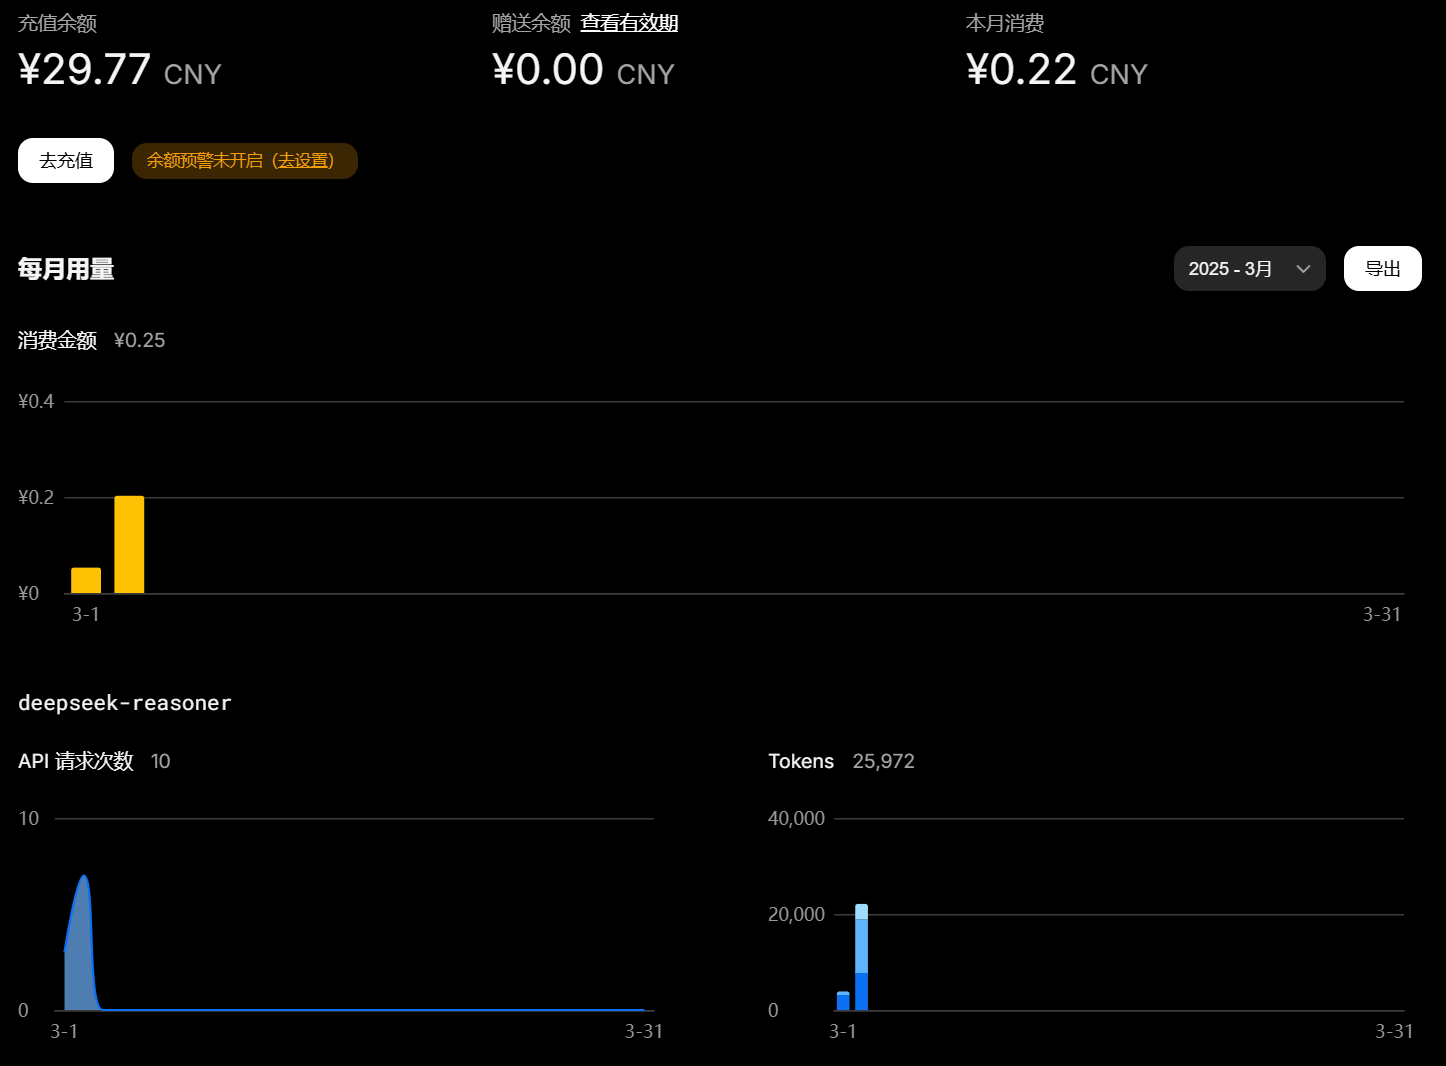 充值余额
¥29.77 CNY
赠送余额 查看有效期
¥0.00 CNY
本月消费
¥0.22 CNY
去充值
余额预警未开启（去设置）
每月用量
2025 - 3月
导出
消费金额 ¥0.25
¥0.4
¥0.2
¥0
3-1
3-31
deepseek-reasoner
API 请求次数 10
10
0
3-1
3-31
Tokens 25,972
40,000
20,000
0
3-1
3-31